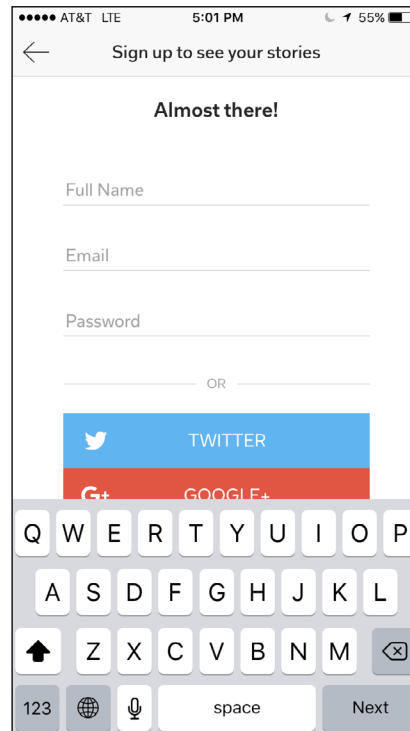 AT&T LTE 5:01 PM 55%
Sign up to see your stories
Almost there!
Full Name
Email
Password
OR
TWITTER
G+ GOOGLE+
Q W E R T Y U I O P
A S D F G H J K L
Z X C V B N M
123 space Next